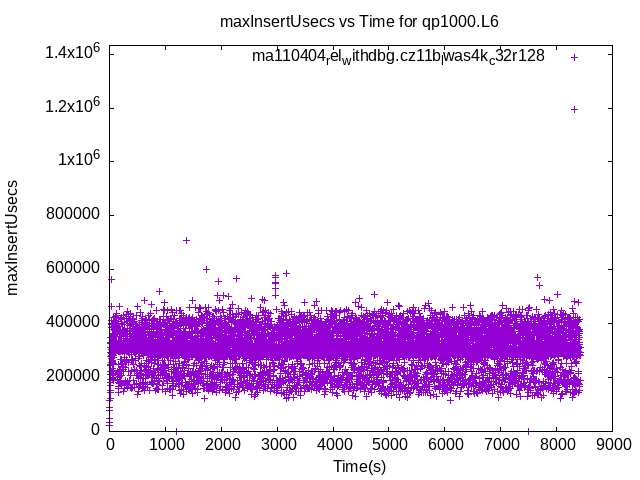 maxInsertUsecs vs Time for qp1000.L6
ma110404_rel_withdbg.cz11b_lwas4k_c32r128
1.4x10^6
1.2x10^6
1x10^6
800000
600000
400000
200000
0
maxInsertUsecs
0 1000 2000 3000 4000 5000 6000 7000 8000 9000
Time(s)